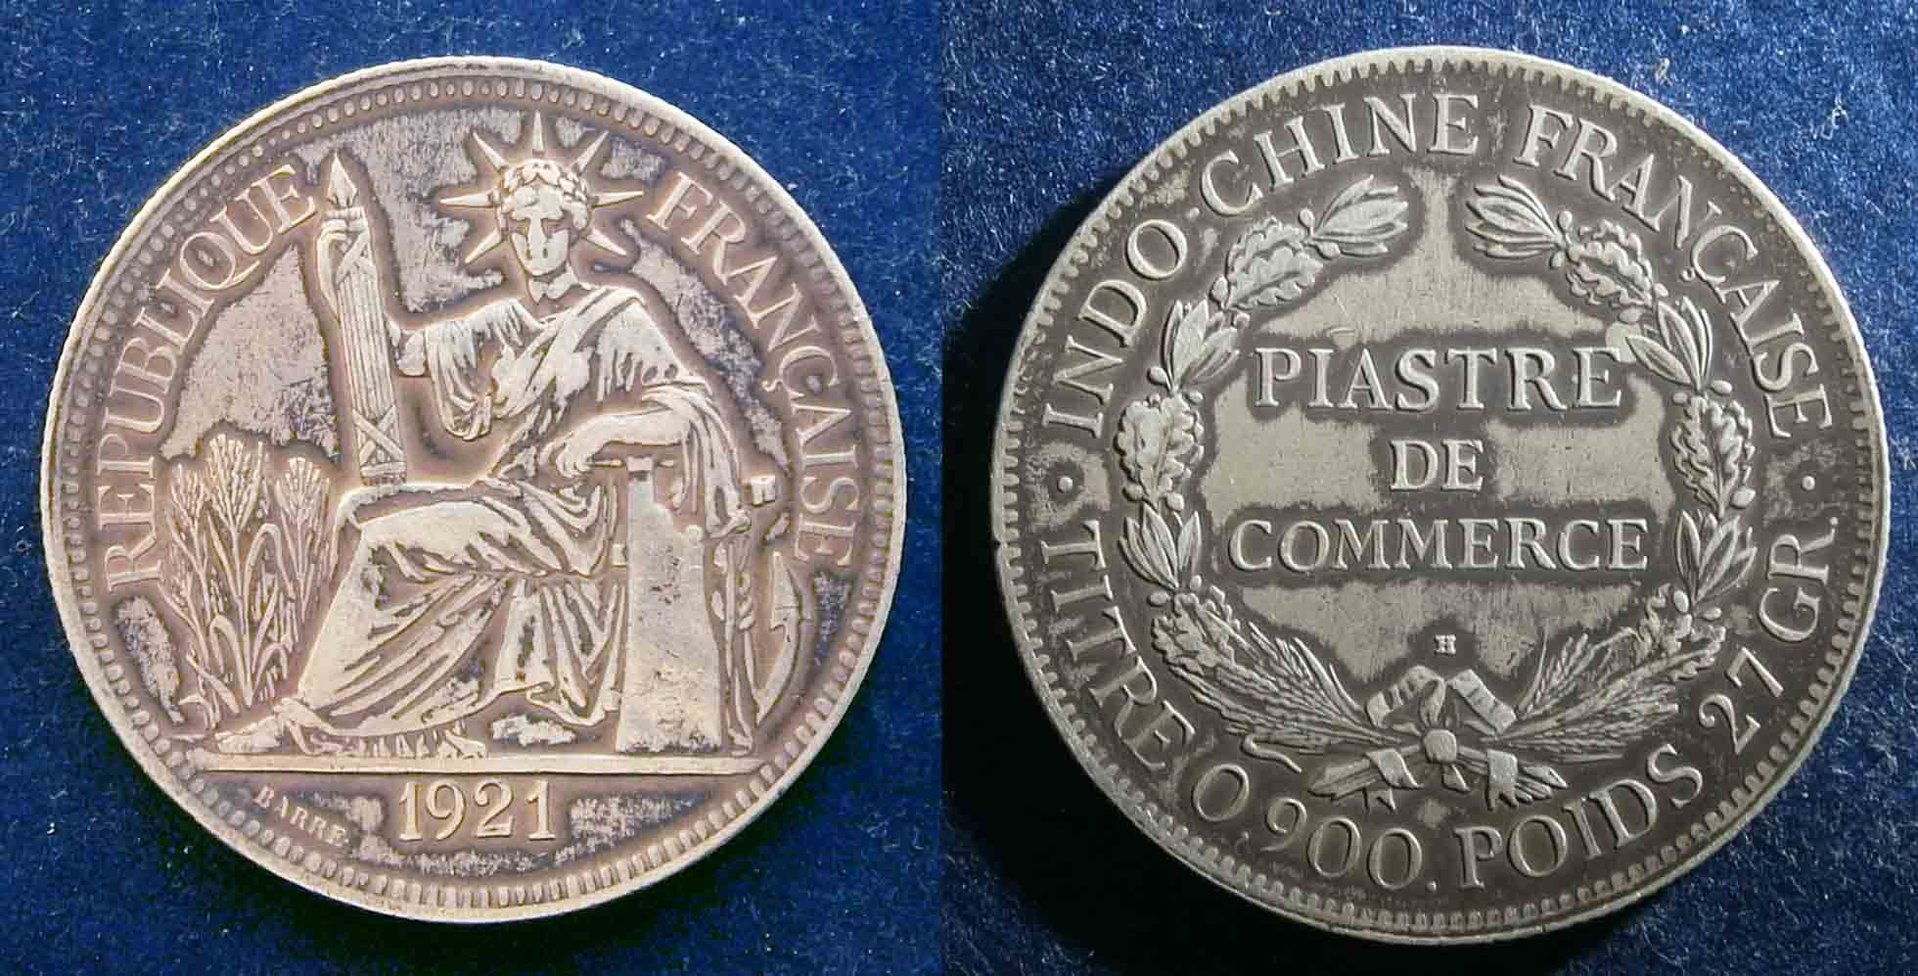 REPUBLIQUE FRANÇAISE
BARRE
1921
· INDO-CHINE FRANÇAISE ·
PIASTRE
DE
COMMERCE
H
TITRE 0,900. POIDS 27 GR.